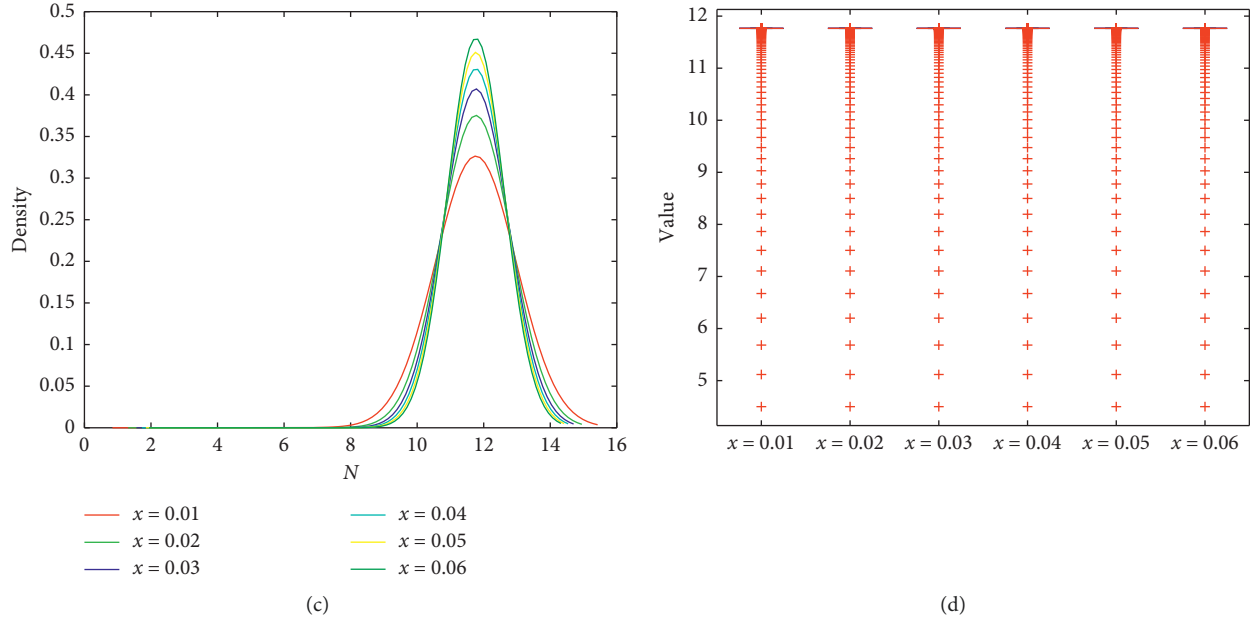 0.5
0.45
0.4
0.35
0.3
0.25
0.2
0.15
0.1
0.05
0
Density
0 2 4 6 8 10 12 14 16
N
x = 0.01
x = 0.02
x = 0.03
x = 0.04
x = 0.05
x = 0.06
(c)
12
11
10
9
8
7
6
5
Value
x = 0.01 x = 0.02 x = 0.03 x = 0.04 x = 0.05 x = 0.06
(d)